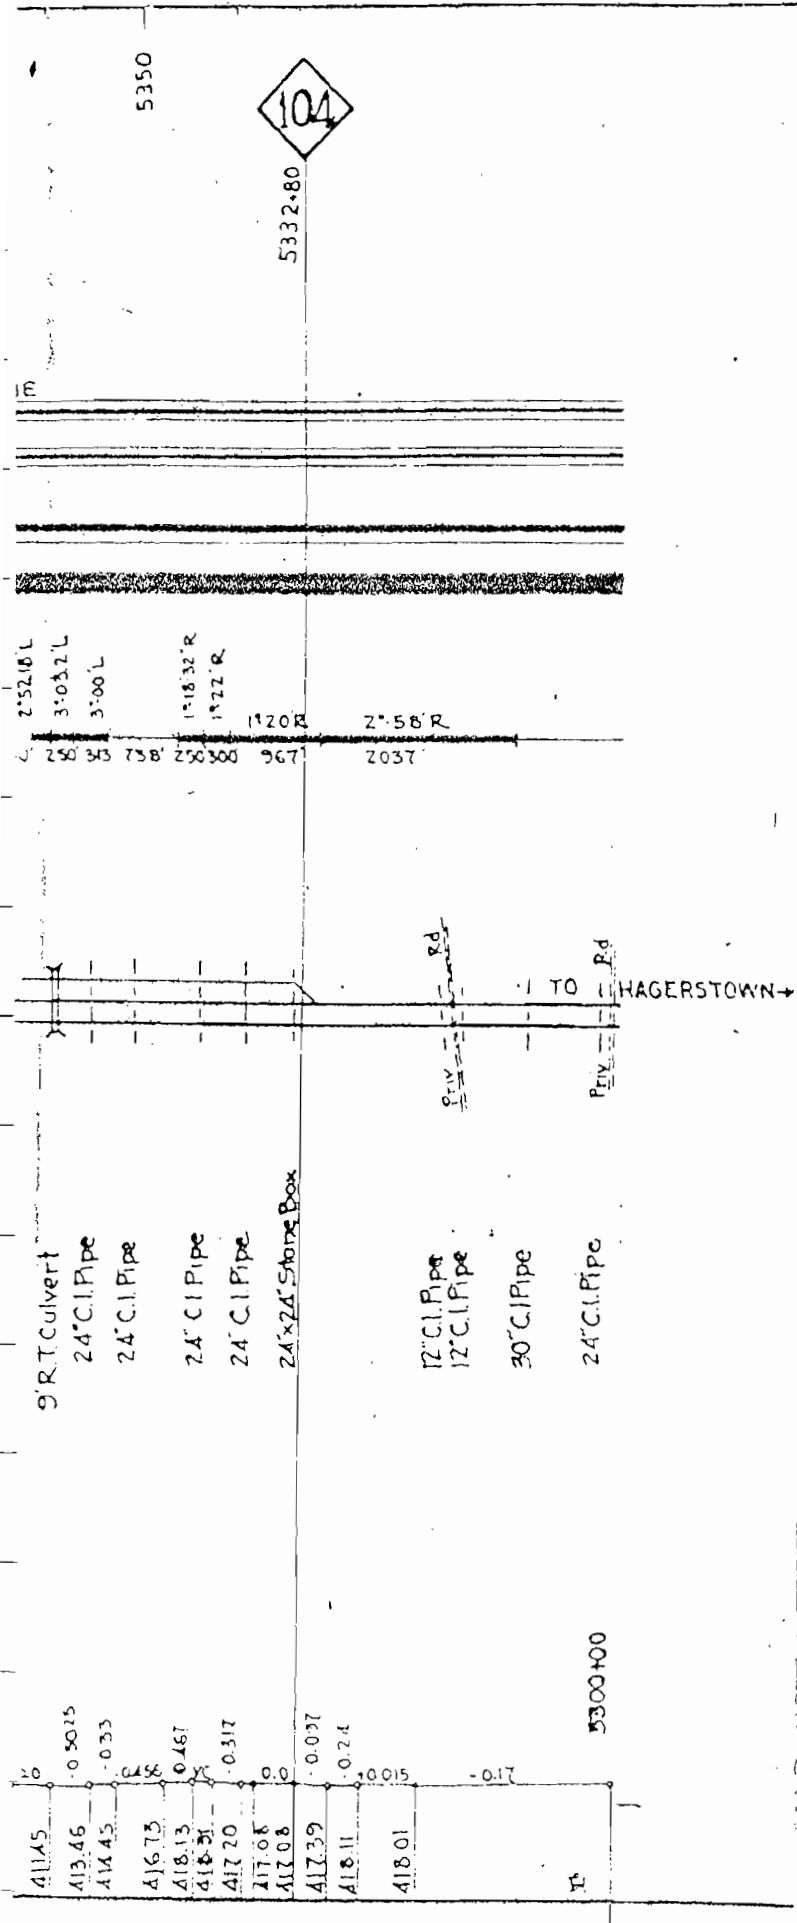 5350
104
5332+80
IE
2°52.18'L
3°03.2'L
3°00'L
1°18'32"R
1°22'R
1°20'R
2°58'R
250' 313 738' 250 300 967' 2037'
Rd
Rd
TO HAGERSTOWN
Priv
Priv
9' R.T. Culvert
24" C.I. Pipe
24" C.I. Pipe
24" C.I. Pipe
24" C.I. Pipe
24"x24" Stone Box
12" C.I. Pipe
12" C.I. Pipe
30" C.I. Pipe
24" C.I. Pipe
5300+00
-0.5025
-0.33
0.467
-0.317
0.0
-0.097
-0.24
+0.015
-0.17
411.45
413.46
414.45
416.73
418.13
417.20
417.08
417.08
417.39
418.11
418.01